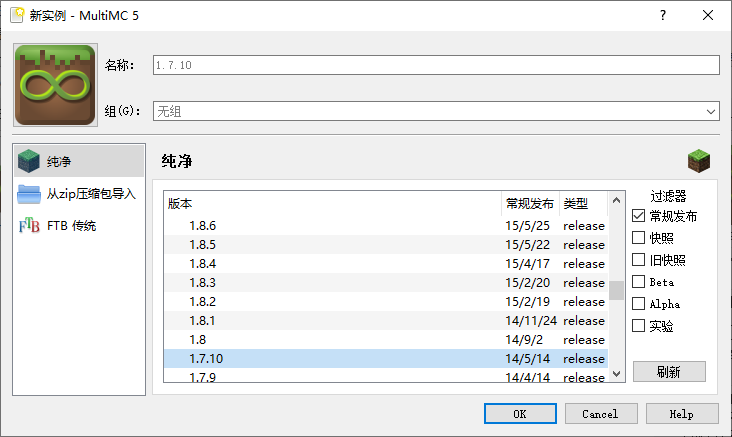 新实例 - MultiMC 5
名称:
1.7.10
组(G):
无组
纯净
从zip压缩包导入
FTB 传统
纯净
版本 常规发布 类型
1.8.6 15/5/25 release
1.8.5 15/5/22 release
1.8.4 15/4/17 release
1.8.3 15/2/20 release
1.8.2 15/2/19 release
1.8.1 14/11/24 release
1.8 14/9/2 release
1.7.10 14/5/14 release
1.7.9 14/4/14 release
过滤器
常规发布
快照
旧快照
Beta
Alpha
实验
刷新
OK Cancel Help